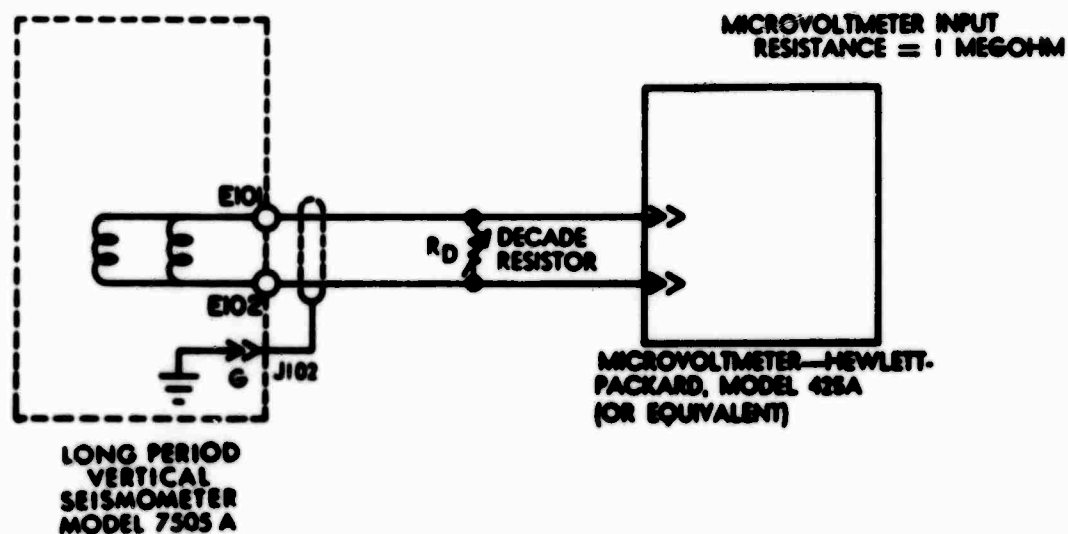 MICROVOLTMETER INPUT
RESISTANCE = 1 MEGOHM
E101
RD
DECADE
RESISTOR
E102
G
J102
MICROVOLTMETER—HEWLETT-
PACKARD, MODEL 425A
(OR EQUIVALENT)
LONG PERIOD
VERTICAL
SEISMOMETER
MODEL 7505 A